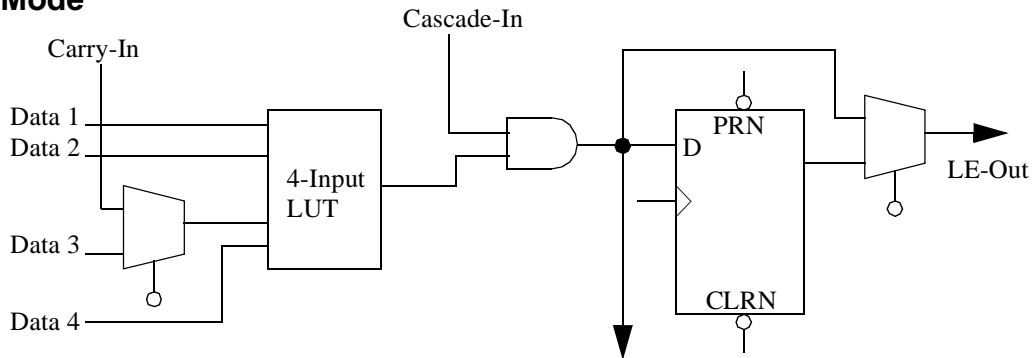 Mode
Cascade-In
Carry-In
Data 1
Data 2
Data 3
Data 4
4-Input
LUT
PRN
D
CLRN
LE-Out